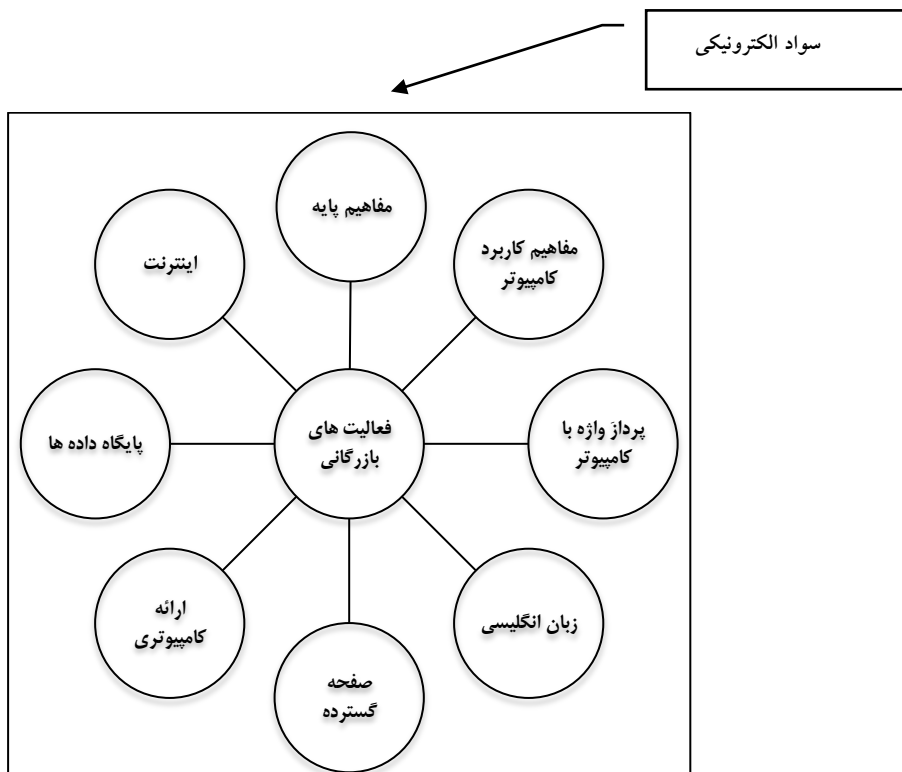 سواد الکترونیکی
مفاهیم پایه
مفاهیم کاربرد
کامپیوتر
پرداز واژه با
کامپیوتر
زبان انگلیسی
صفحه
گسترده
ارائه
کامپیوتری
پایگاه داده ها
اینترنت
فعالیت های
بازرگانی